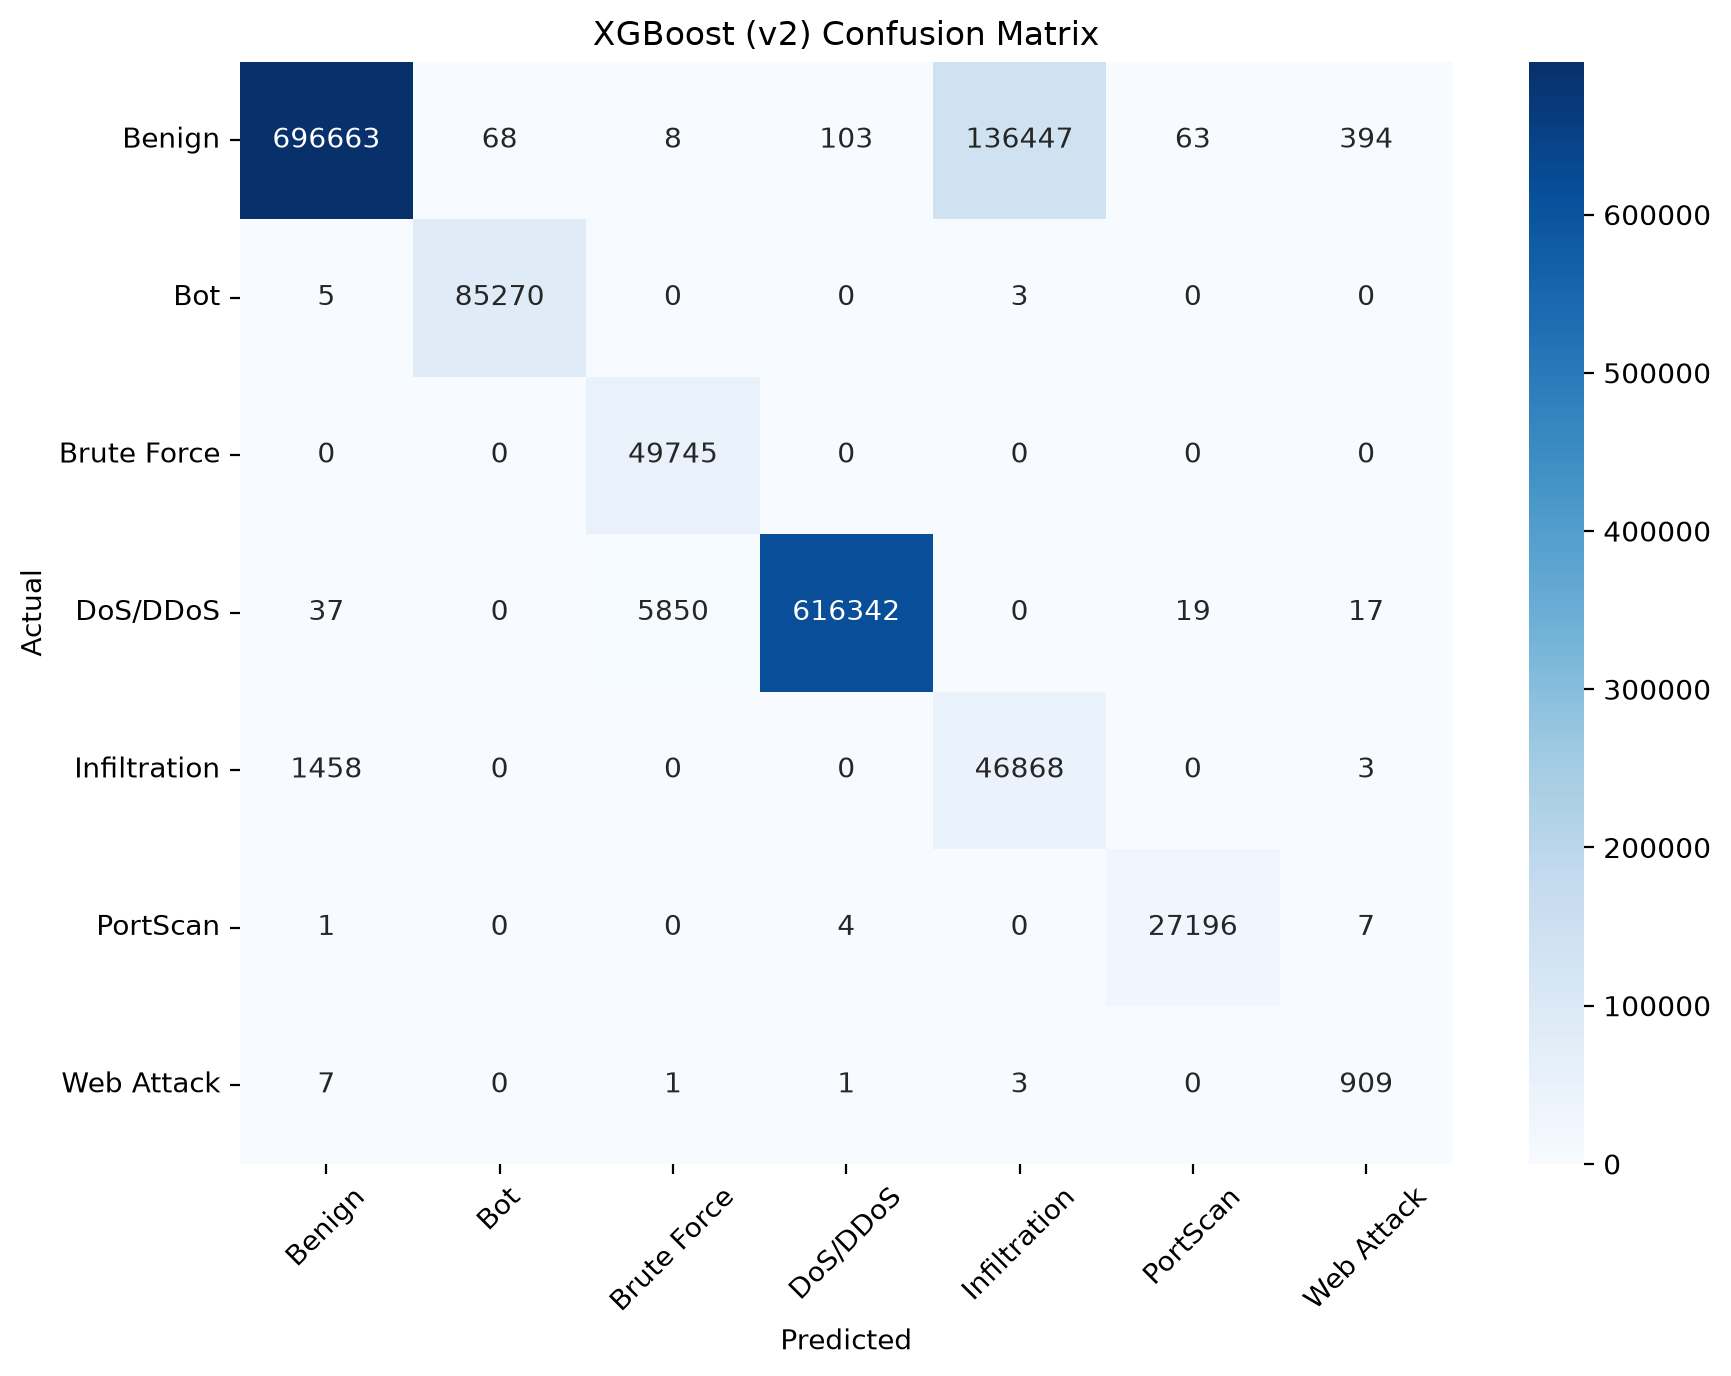 XGBoost (v2) Confusion Matrix
Benign 696663 68 8 103 136447 63 394
Bot 5 85270 0 0 3 0 0
Brute Force 0 0 49745 0 0 0 0
DoS/DDoS 37 0 5850 616342 0 19 17
Infiltration 1458 0 0 0 46868 0 3
PortScan 1 0 0 4 0 27196 7
Web Attack 7 0 1 1 3 0 909
Actual
Benign Bot Brute Force DoS/DDoS Infiltration PortScan Web Attack
Predicted
600000
500000
400000
300000
200000
100000
0